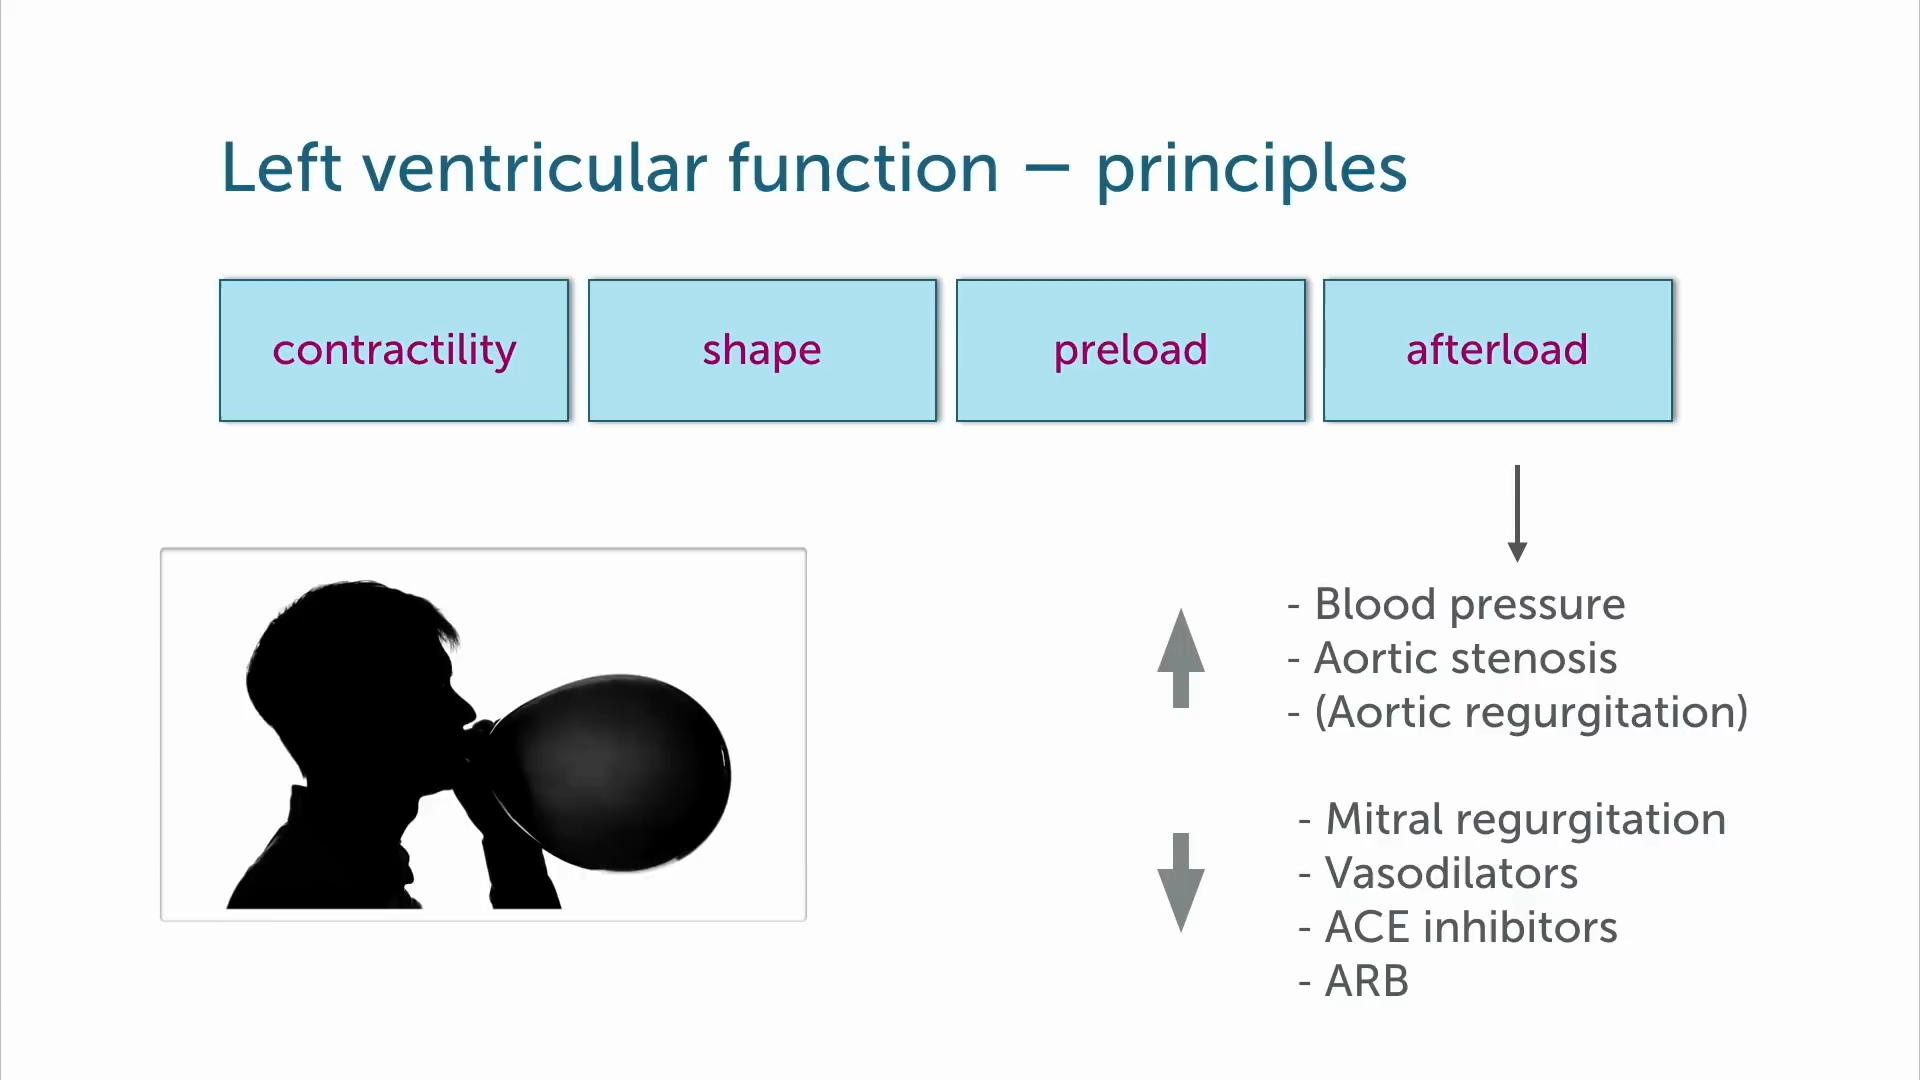 Left ventricular function – principles
contractility
shape
preload
afterload
- Blood pressure
- Aortic stenosis
- (Aortic regurgitation)
- Mitral regurgitation
- Vasodilators
- ACE inhibitors
- ARB